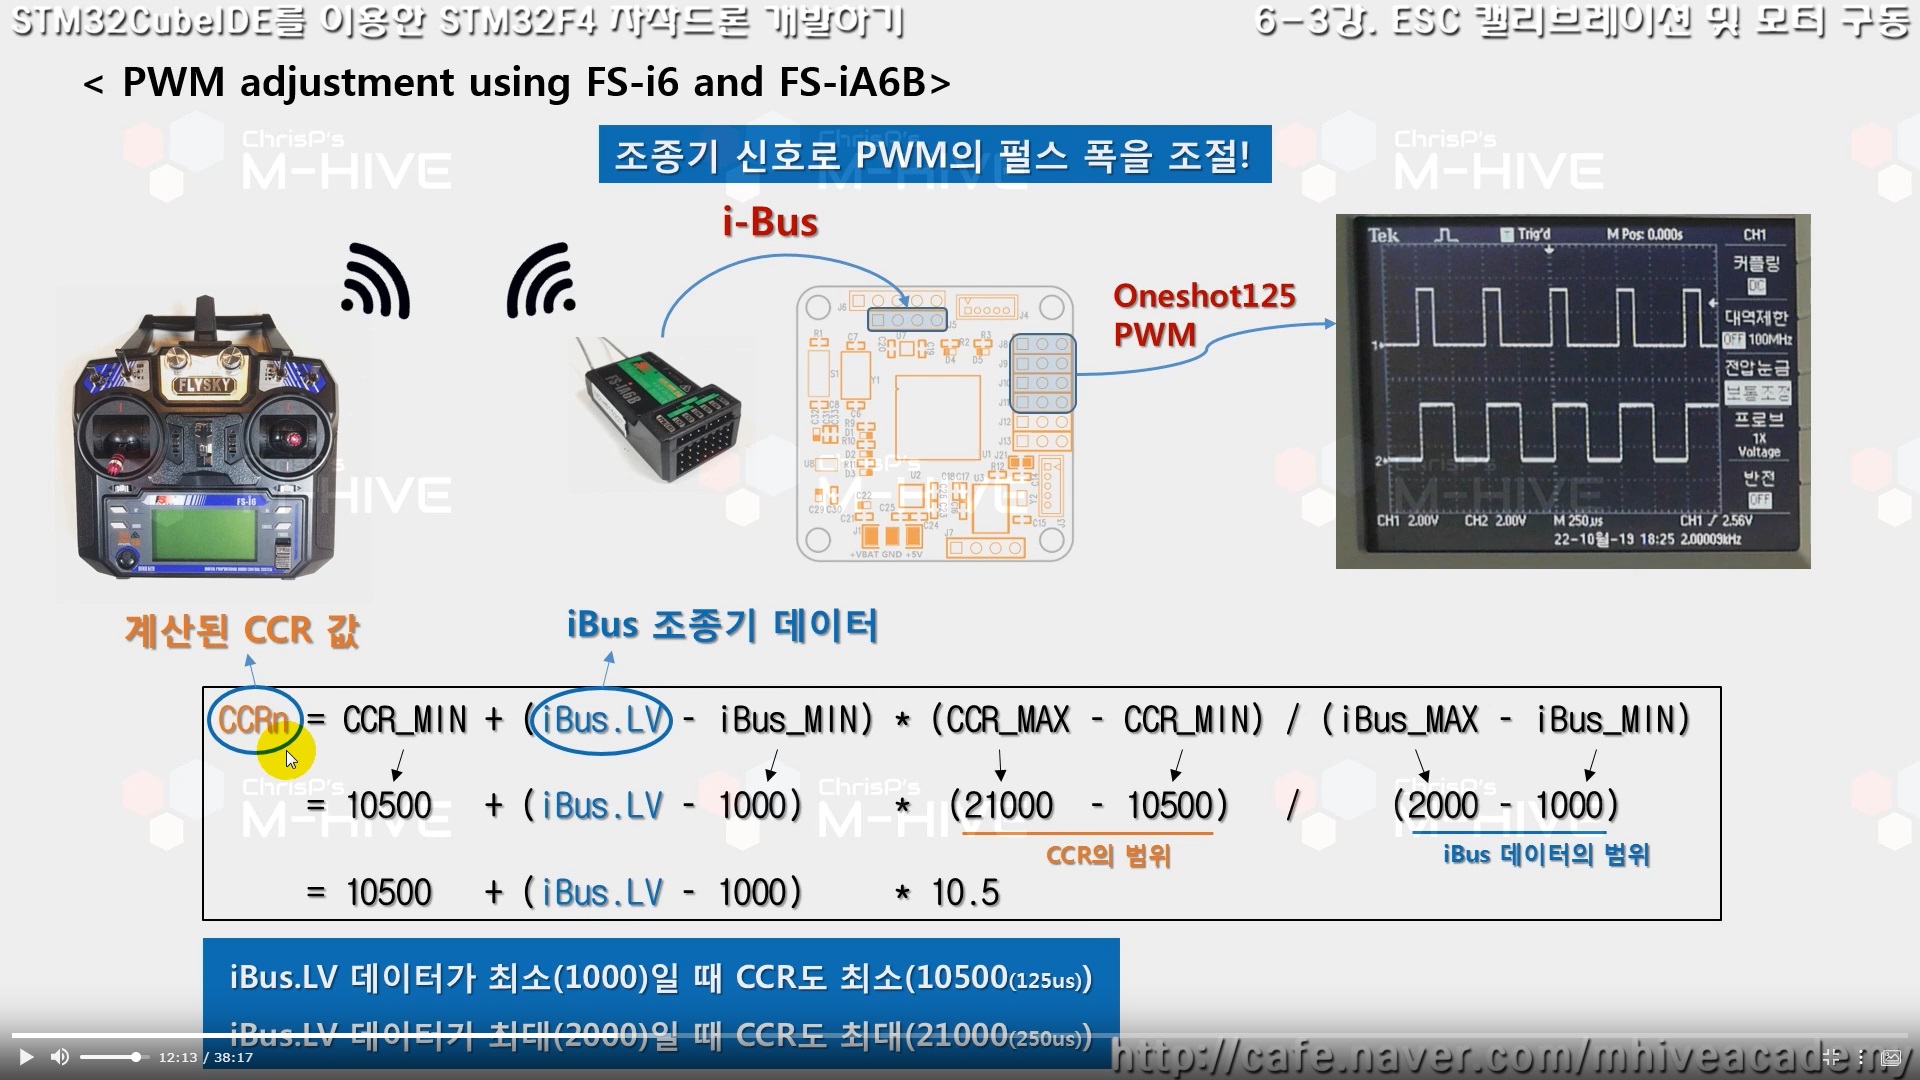 STM32CubeIDE를 이용한 STM32F4 자작드론 개발하기
6-3강. ESC 캘리브레이션 및 모터 구동
< PWM adjustment using FS-i6 and FS-iA6B>
조종기 신호로 PWM의 펄스 폭을 조절!
ChrisP's
M-HIVE
ChrisP's
M-HIVE
i-Bus
Oneshot125
PWM
FLYSKY
FS-i6
FS-iA6B
+VBAT GND +5V
Tek
Trig'd
M Pos: 0.000s
CH1
커플링
DC
대역제한
OFF 100MHz
전압눈금
보통조정
프로브
1X
Voltage
반전
OFF
CH1 2.00V
CH2 2.00V
M 250µs
CH1 / 2.56V
22-10월-19 18:25
2.00009kHz
계산된 CCR 값
iBus 조종기 데이터
CCRn = CCR_MIN + (iBus.LV - iBus_MIN) * (CCR_MAX - CCR_MIN) / (iBus_MAX - iBus_MIN)
= 10500 + (iBus.LV - 1000) * (21000 - 10500) / (2000 - 1000)
CCR의 범위
iBus 데이터의 범위
= 10500 + (iBus.LV - 1000) * 10.5
iBus.LV 데이터가 최소(1000)일 때 CCR도 최소(10500(125us))
iBus.LV 데이터가 최대(2000)일 때 CCR도 최대(21000(250us))
12:13 / 38:17
http://cafe.naver.com/mhiveacademy